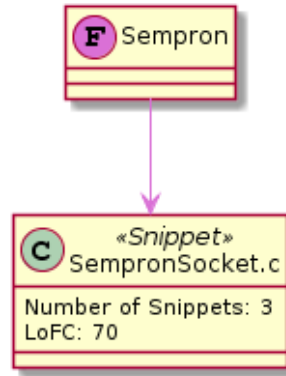 F Sempron
«Snippet»
C SempronSocket.c
Number of Snippets: 3
LoFC: 70